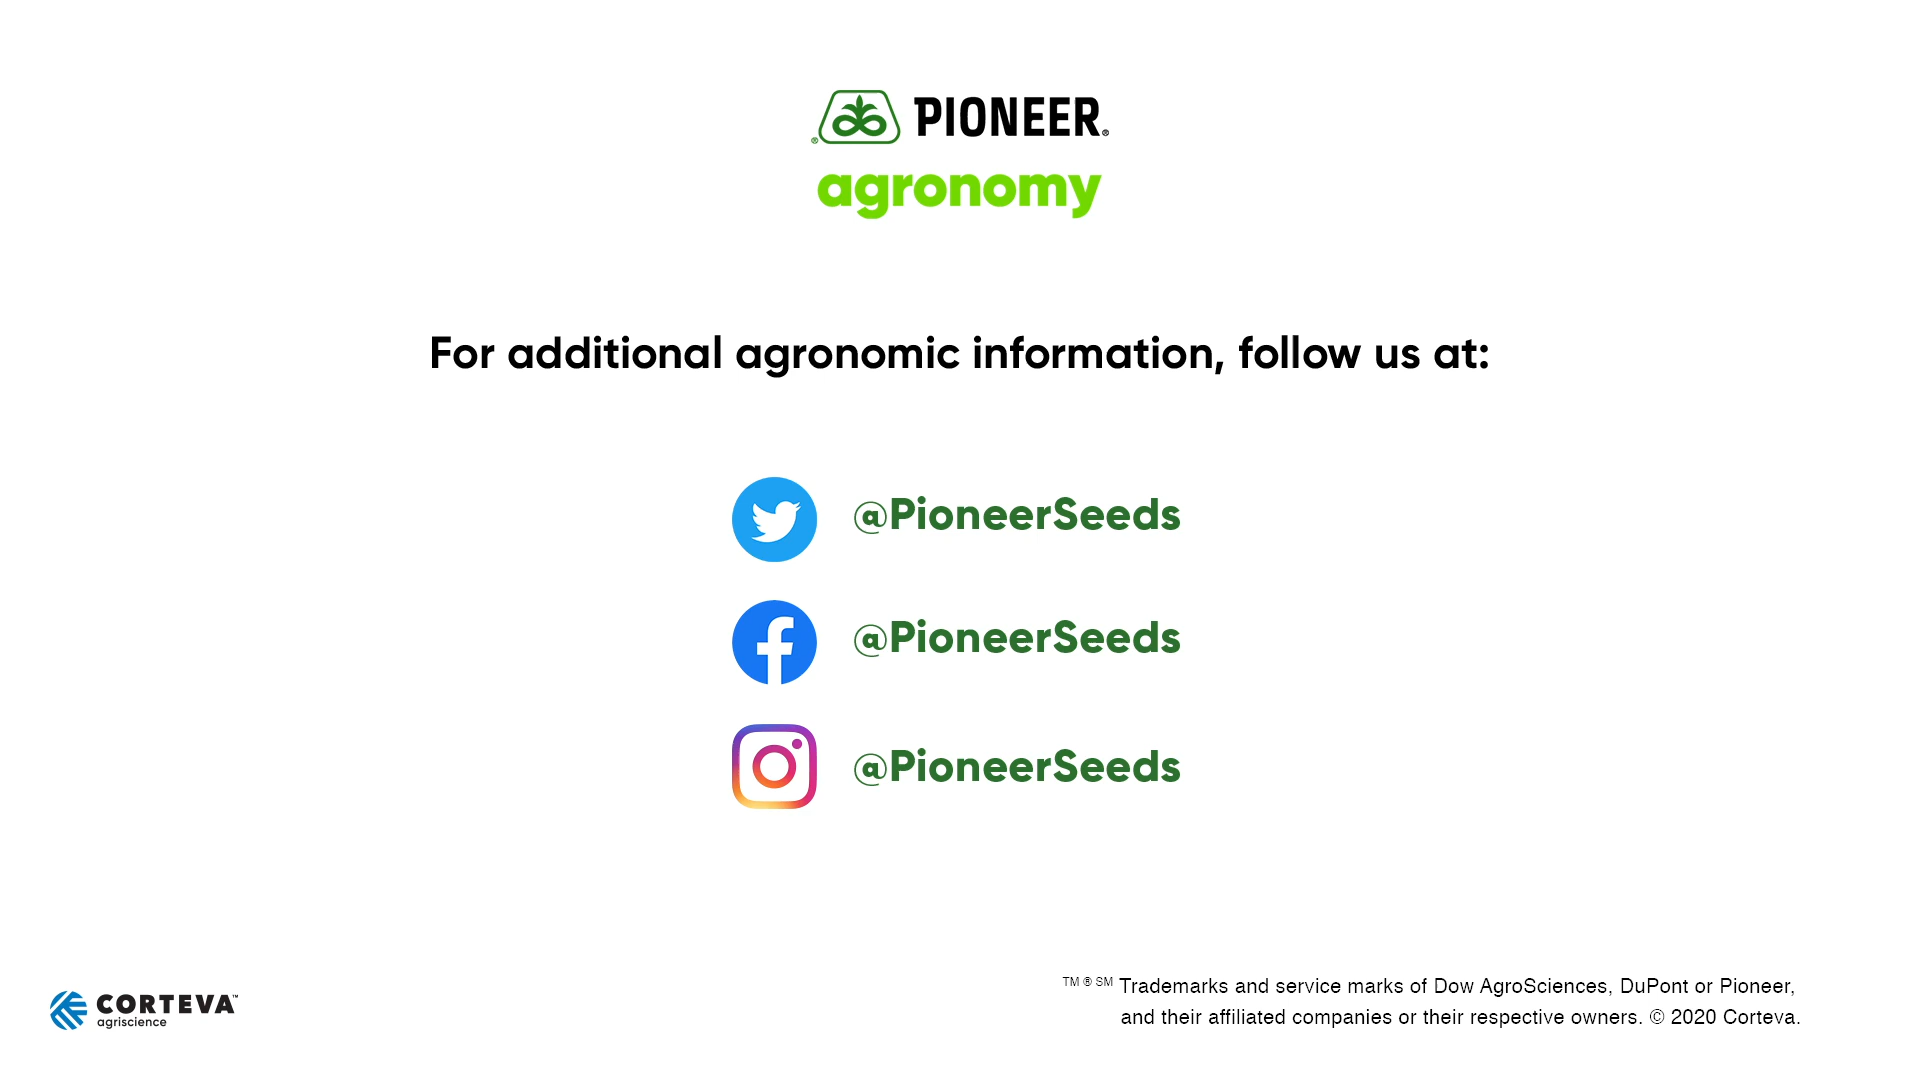 PIONEER®
agronomy
For additional agronomic information, follow us at:
@PioneerSeeds
@PioneerSeeds
@PioneerSeeds
CORTEVA™
agriscience
TM ® SM Trademarks and service marks of Dow AgroSciences, DuPont or Pioneer,
and their affiliated companies or their respective owners. © 2020 Corteva.